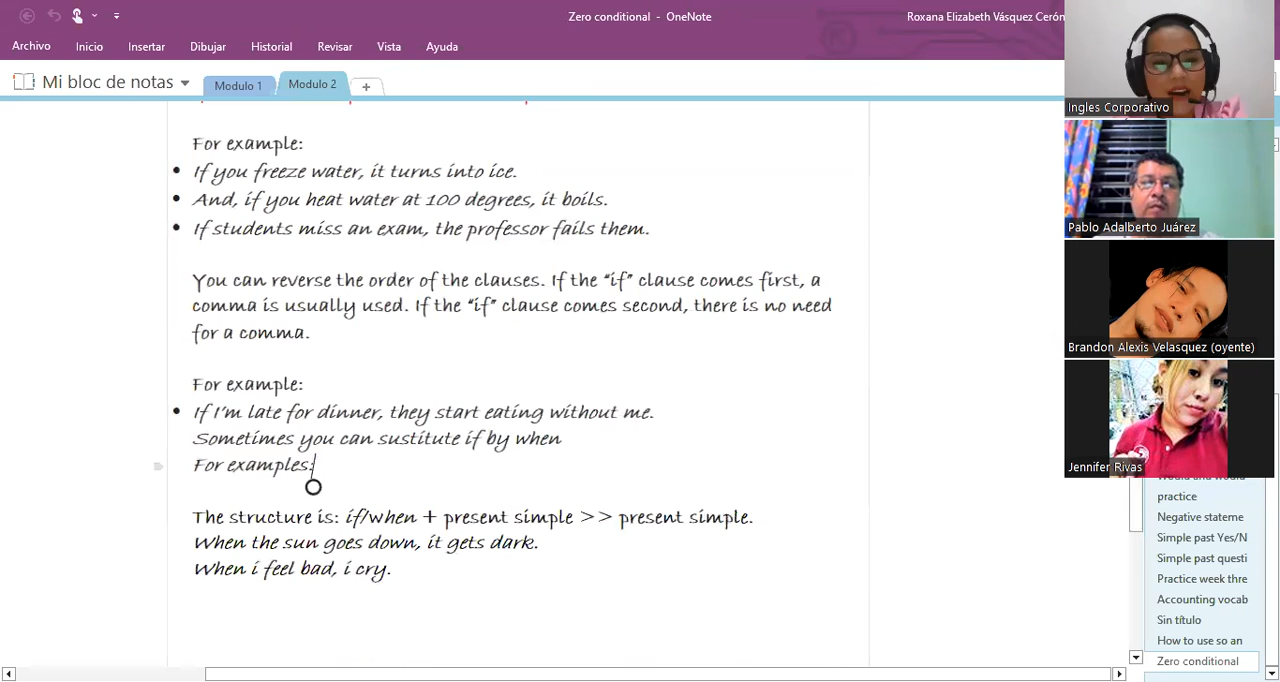 Zero conditional - OneNote
Roxana Elizabeth Vásquez Cerón
Archivo Inicio Insertar Dibujar Historial Revisar Vista Ayuda
Mi bloc de notas
Modulo 1 Modulo 2
For example:
If you freeze water, it turns into ice.
And, if you heat water at 100 degrees, it boils.
If students miss an exam, the professor fails them.
You can reverse the order of the clauses. If the “if” clause comes first, a
comma is usually used. If the “if” clause comes second, there is no need
for a comma.
For example:
If I'm late for dinner, they start eating without me.
Sometimes you can sustitute if by when
For examples:
The structure is: if/when + present simple >> present simple.
When the sun goes down, it gets dark.
When i feel bad, i cry.
Ingles Corporativo
Pablo Adalberto Juárez
Brandon Alexis Velasquez (oyente)
Jennifer Rivas
practice
Negative stateme
Simple past Yes/N
Simple past questi
Practice week thre
Accounting vocab
Sin título
How to use so an
Zero conditional